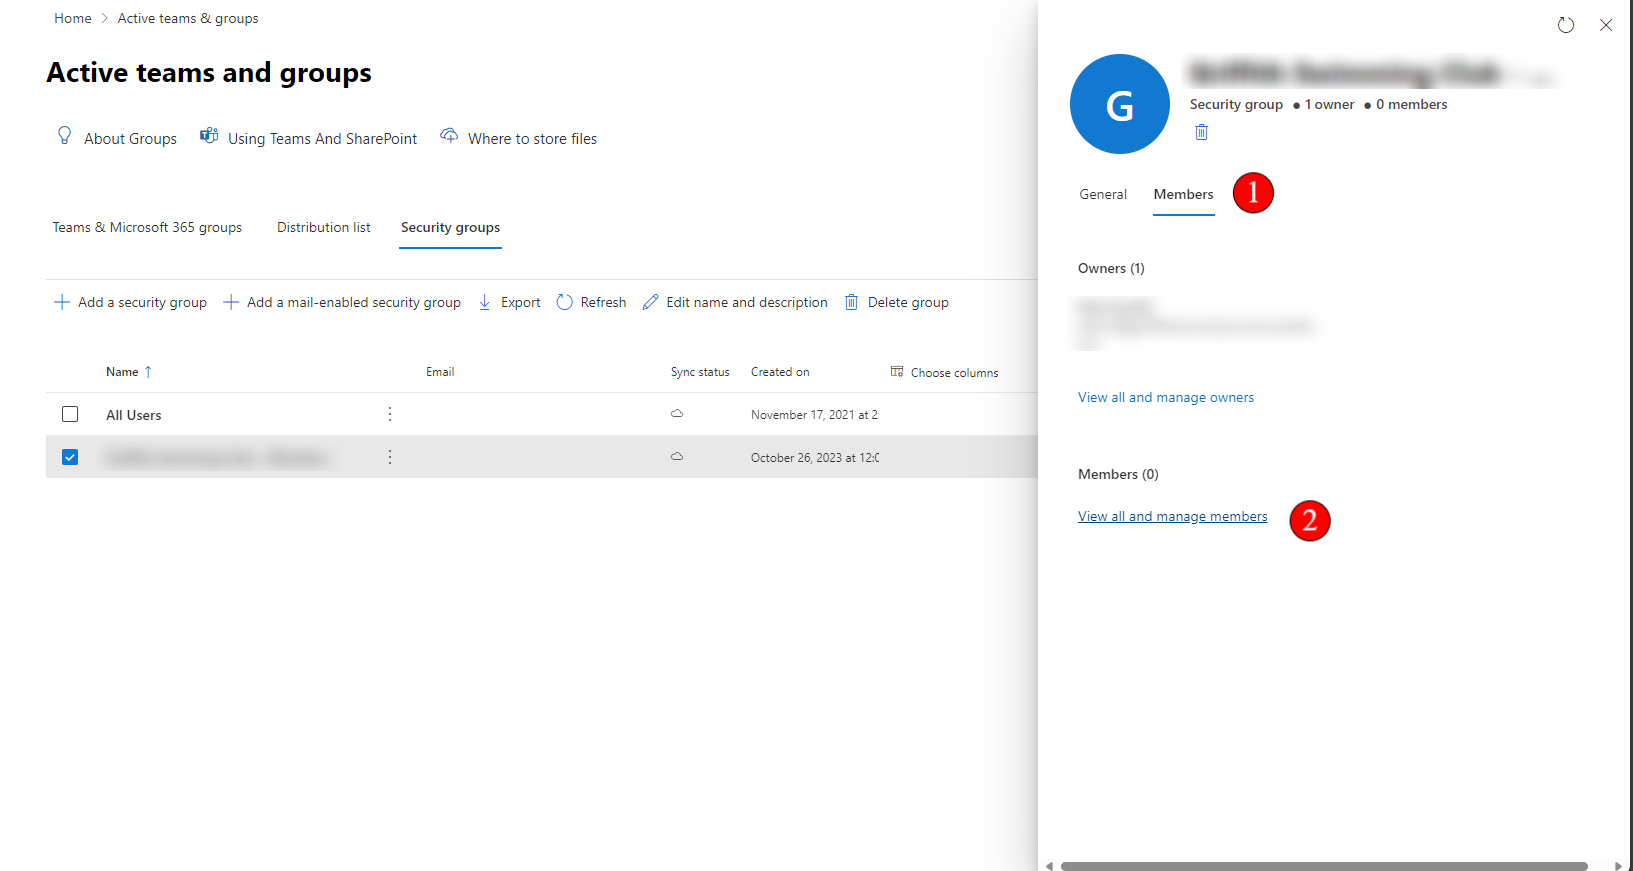 Home > Active teams & groups
Active teams and groups
About Groups
Using Teams And SharePoint
Where to store files
Teams & Microsoft 365 groups
Distribution list
Security groups
Add a security group
Add a mail-enabled security group
Export
Refresh
Edit name and description
Delete group
Name ↑
Email
Sync status
Created on
Choose columns
All Users
November 17, 2021 at 2
October 26, 2023 at 12:0
G
Security group ● 1 owner ● 0 members
General
Members
1
Owners (1)
View all and manage owners
Members (0)
View all and manage members
2